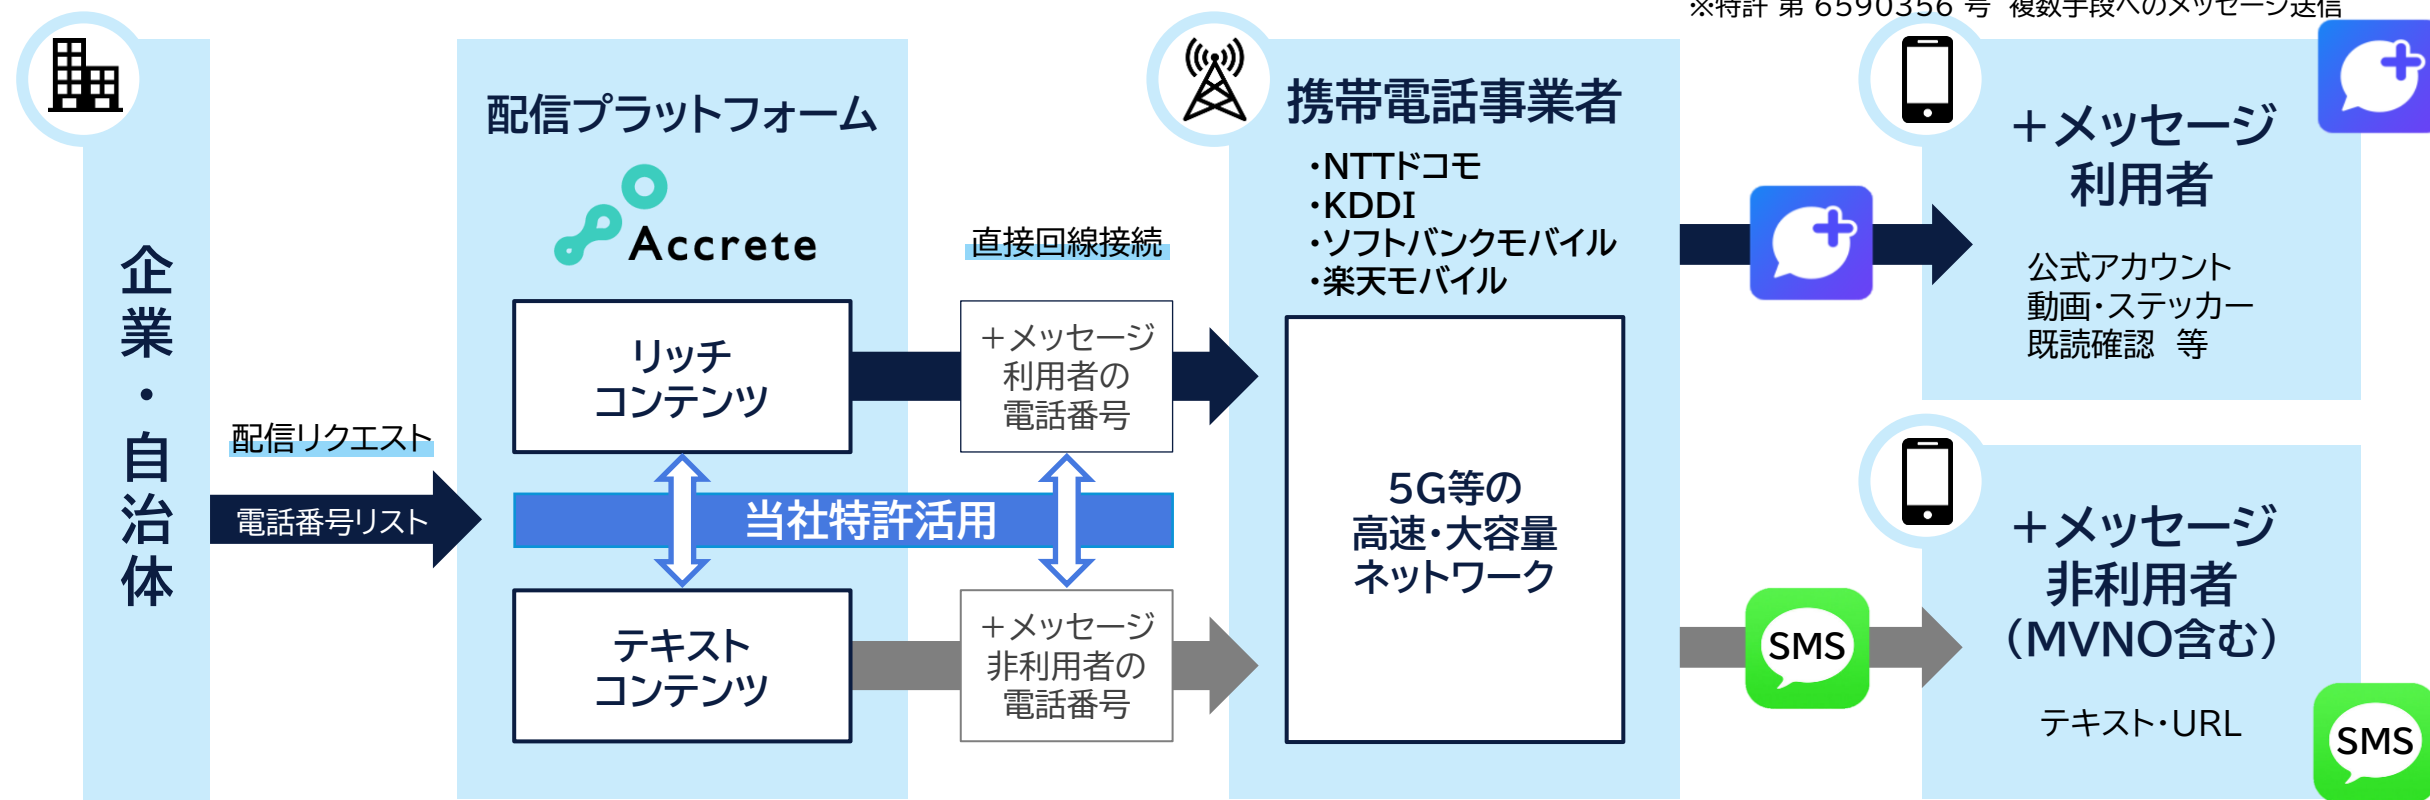 ※特許 第 6590356 号 複数手段へのメッセージ送信
企業・自治体
配信リクエスト
電話番号リスト
配信プラットフォーム
Accrete
リッチ
コンテンツ
当社特許活用
テキスト
コンテンツ
直接回線接続
+メッセージ
利用者の
電話番号
+メッセージ
非利用者の
電話番号
携帯電話事業者
・NTTドコモ
・KDDI
・ソフトバンクモバイル
・楽天モバイル
5G等の
高速・大容量
ネットワーク
SMS
+メッセージ
利用者
公式アカウント
動画・ステッカー
既読確認 等
+メッセージ
非利用者
(MVNO含む)
テキスト・URL
SMS